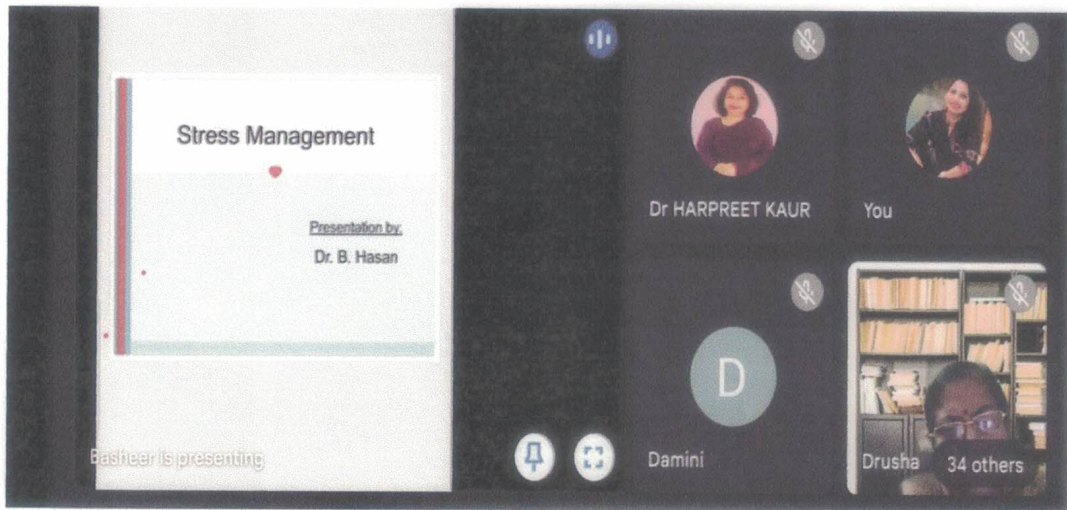 Stress Management
Presentation by:
Dr. B. Hasan
Basheer is presenting
Dr HARPREET KAUR
You
D
Damini
Drusha
34 others